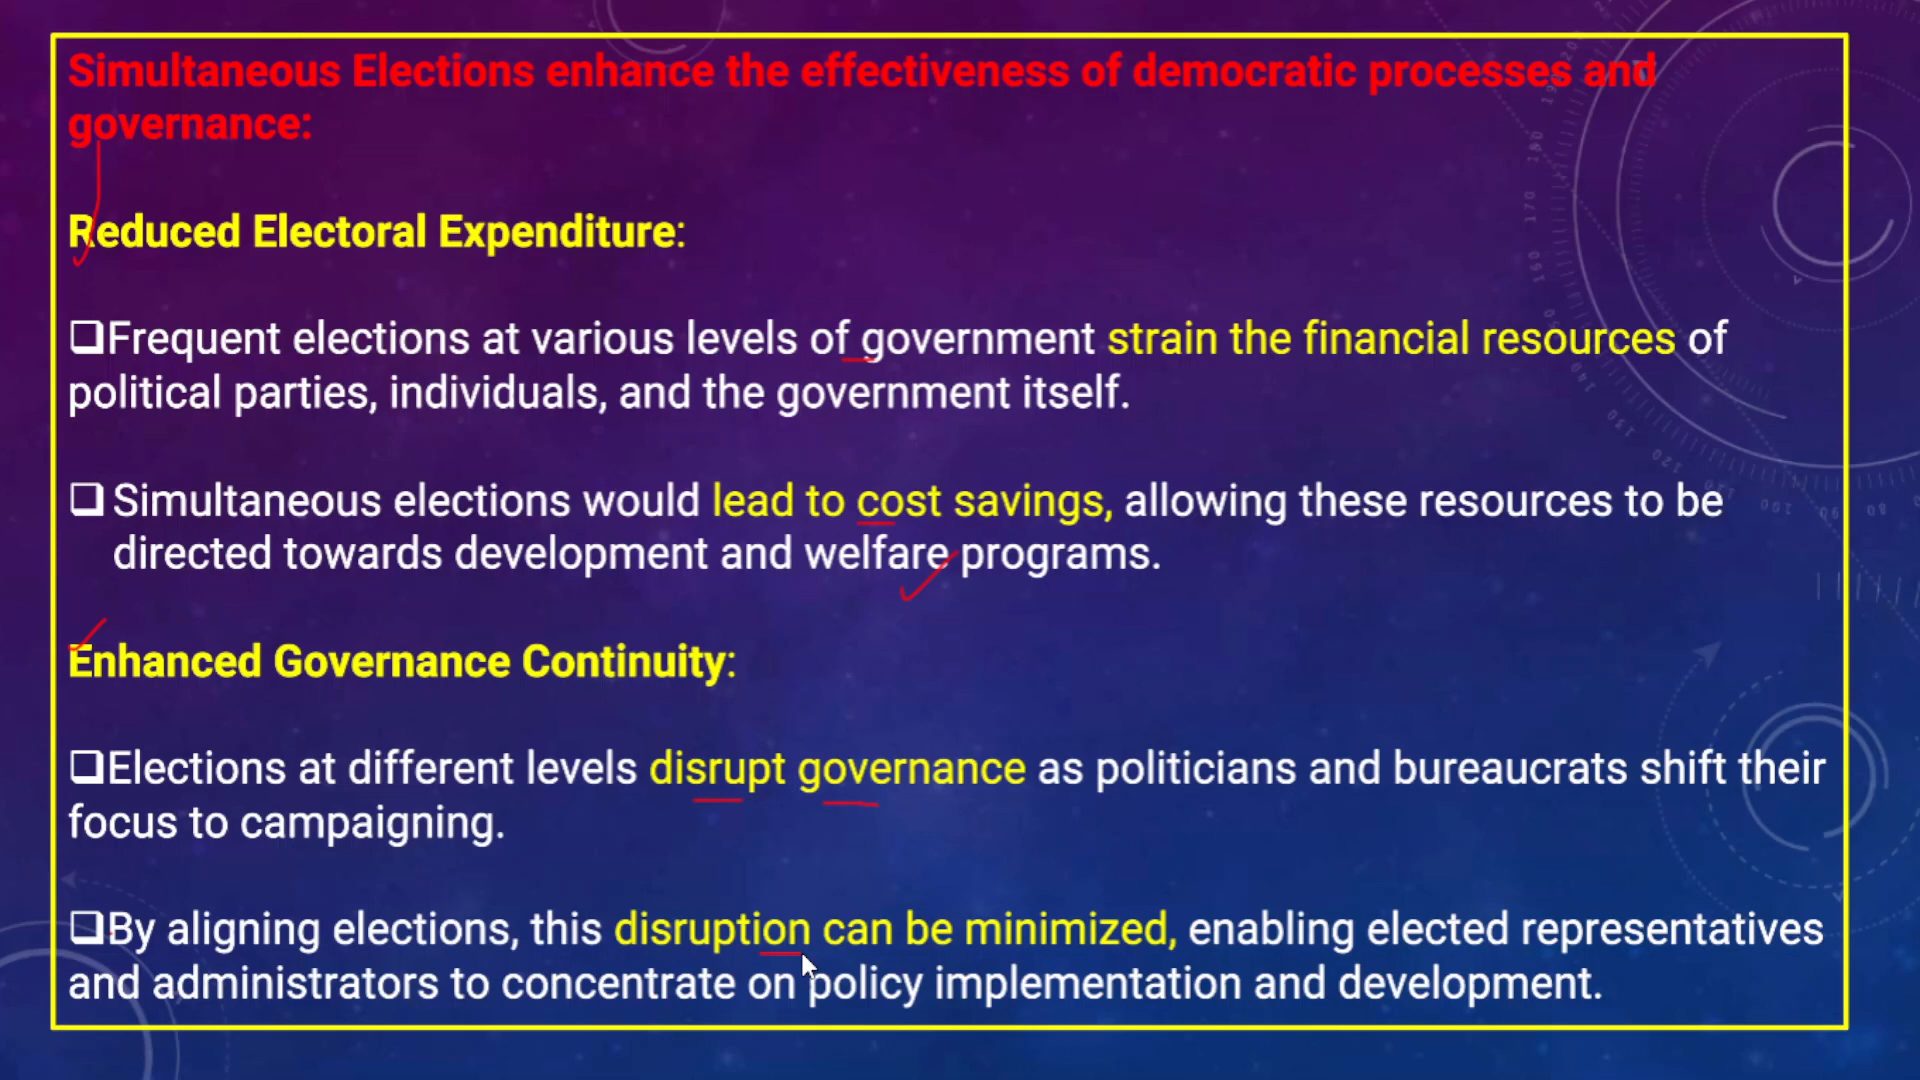 Simultaneous Elections enhance the effectiveness of democratic processes and
governance:
Reduced Electoral Expenditure:
❑Frequent elections at various levels of government strain the financial resources of
political parties, individuals, and the government itself.
❑ Simultaneous elections would lead to cost savings, allowing these resources to be
directed towards development and welfare programs.
Enhanced Governance Continuity:
❑Elections at different levels disrupt governance as politicians and bureaucrats shift their
focus to campaigning.
❑By aligning elections, this disruption can be minimized, enabling elected representatives
and administrators to concentrate on policy implementation and development.